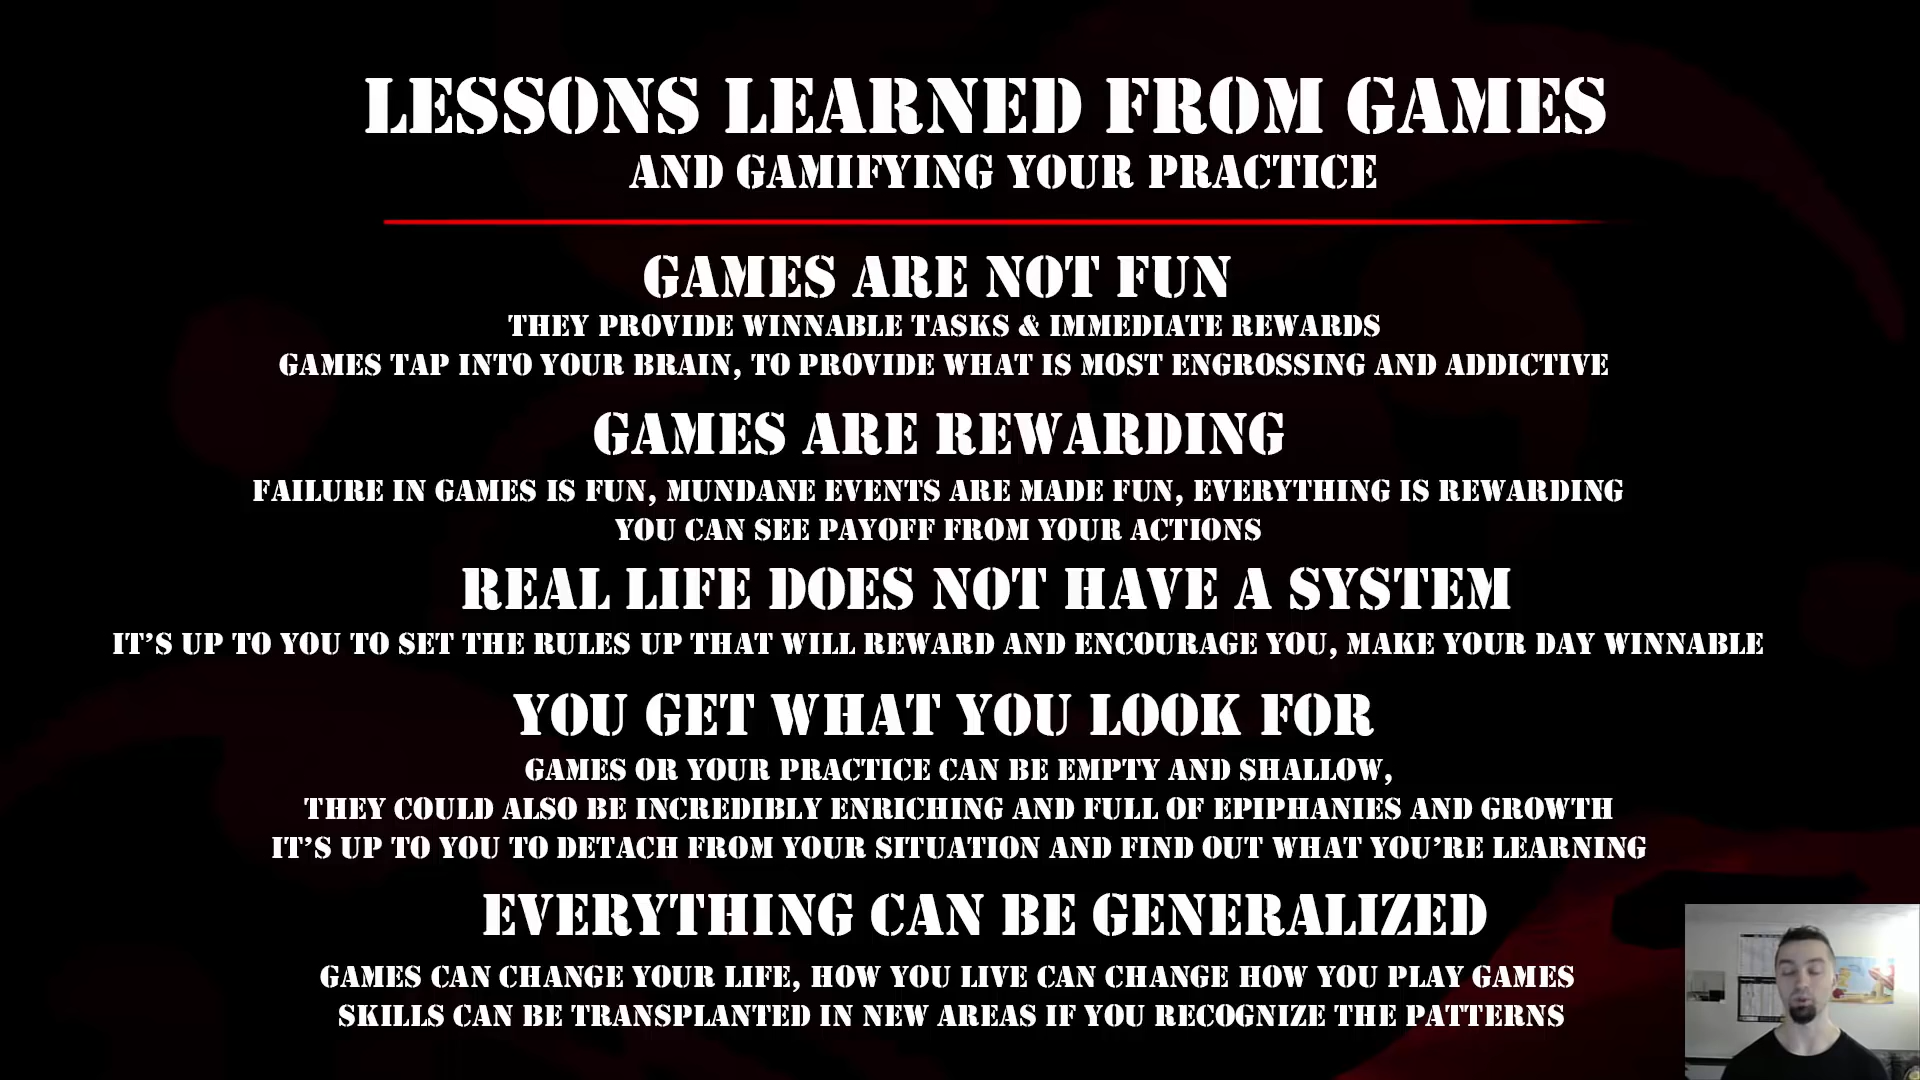 LESSONS LEARNED FROM GAMES
AND GAMIFYING YOUR PRACTICE
GAMES ARE NOT FUN
THEY PROVIDE WINNABLE TASKS & IMMEDIATE REWARDS
GAMES TAP INTO YOUR BRAIN, TO PROVIDE WHAT IS MOST ENGROSSING AND ADDICTIVE
GAMES ARE REWARDING
FAILURE IN GAMES IS FUN, MUNDANE EVENTS ARE MADE FUN, EVERYTHING IS REWARDING
YOU CAN SEE PAYOFF FROM YOUR ACTIONS
REAL LIFE DOES NOT HAVE A SYSTEM
IT'S UP TO YOU TO SET THE RULES UP THAT WILL REWARD AND ENCOURAGE YOU, MAKE YOUR DAY WINNABLE
YOU GET WHAT YOU LOOK FOR
GAMES OR YOUR PRACTICE CAN BE EMPTY AND SHALLOW,
THEY COULD ALSO BE INCREDIBLY ENRICHING AND FULL OF EPIPHANIES AND GROWTH
IT'S UP TO YOU TO DETACH FROM YOUR SITUATION AND FIND OUT WHAT YOU'RE LEARNING
EVERYTHING CAN BE GENERALIZED
GAMES CAN CHANGE YOUR LIFE, HOW YOU LIVE CAN CHANGE HOW YOU PLAY GAMES
SKILLS CAN BE TRANSPLANTED IN NEW AREAS IF YOU RECOGNIZE THE PATTERNS